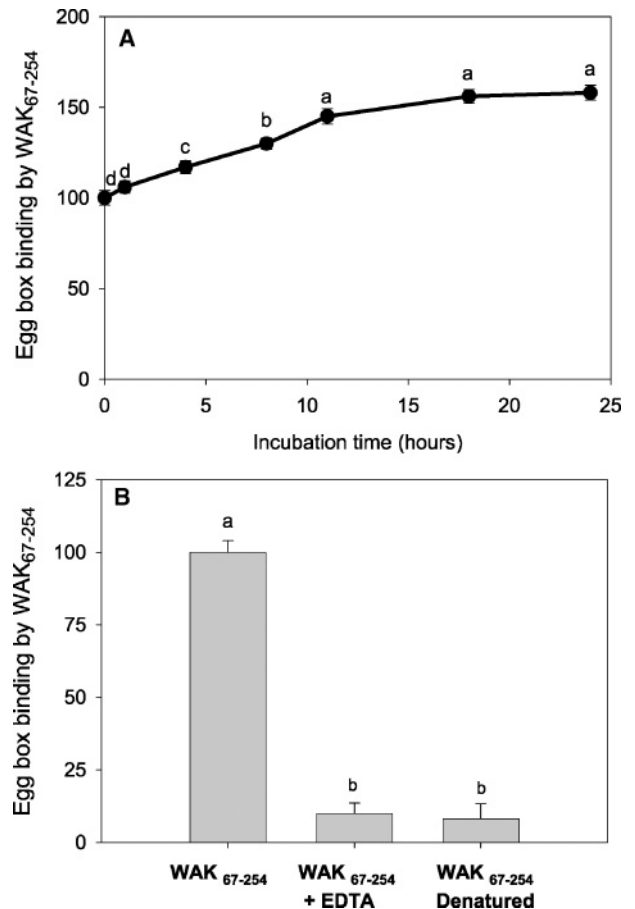 A
Egg box binding by WAK67-254
200
150
100
50
0
d d c b a a a
0 5 10 15 20 25
Incubation time (hours)
B
Egg box binding by WAK67-254
125
100
75
50
25
0
a b b
WAK 67-254 WAK 67-254 WAK 67-254
+ EDTA Denatured